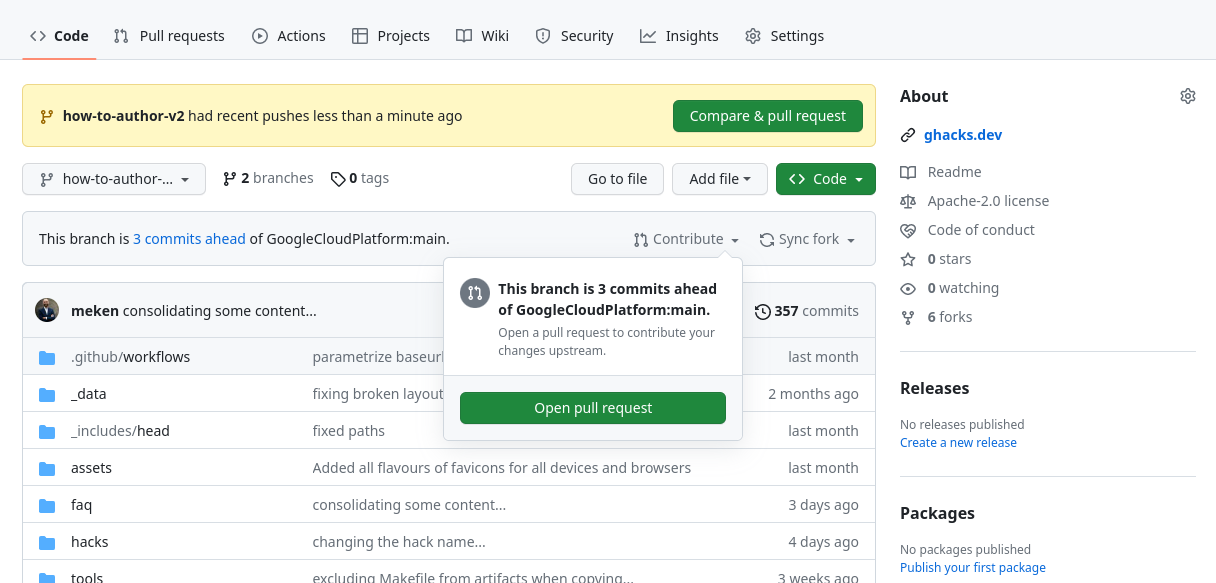 Code Pull requests Actions Projects Wiki Security Insights Settings
how-to-author-v2 had recent pushes less than a minute ago
Compare & pull request
how-to-author-... 2 branches 0 tags Go to file Add file Code
This branch is 3 commits ahead of GoogleCloudPlatform:main. Contribute Sync fork
This branch is 3 commits ahead
of GoogleCloudPlatform:main.
Open a pull request to contribute your
changes upstream.
Open pull request
meken consolidating some content... 357 commits
.github/workflows parametrize baseurl last month
_data fixing broken layout 2 months ago
_includes/head fixed paths last month
assets Added all flavours of favicons for all devices and browsers last month
faq consolidating some content... 3 days ago
hacks changing the hack name... 4 days ago
tools excluding Makefile from artifacts when copying... 3 weeks ago
About
ghacks.dev
Readme
Apache-2.0 license
Code of conduct
0 stars
0 watching
6 forks
Releases
No releases published
Create a new release
Packages
No packages published
Publish your first package